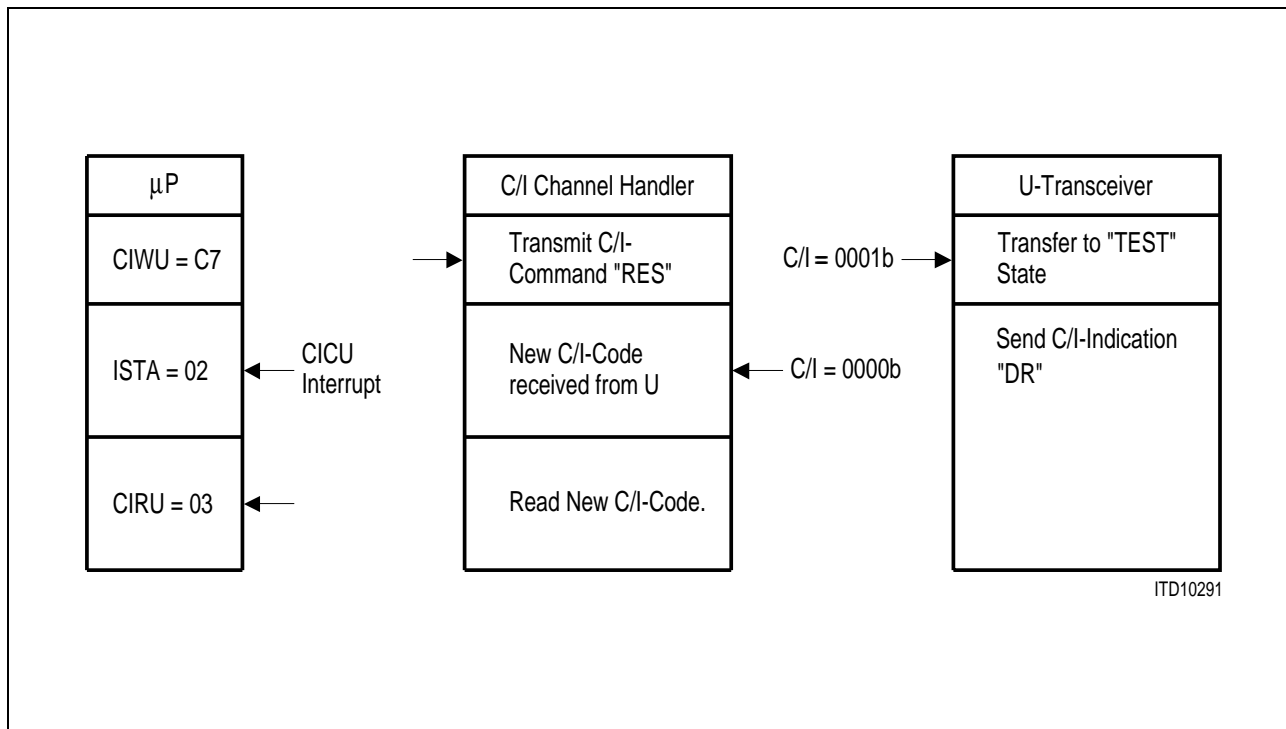 μP
CIWU = C7
ISTA = 02
CIRU = 03
CICU
Interrupt
C/I Channel Handler
Transmit C/I-
Command "RES"
New C/I-Code
received from U
Read New C/I-Code.
C/I = 0001b
C/I = 0000b
U-Transceiver
Transfer to "TEST"
State
Send C/I-Indication
"DR"
ITD10291